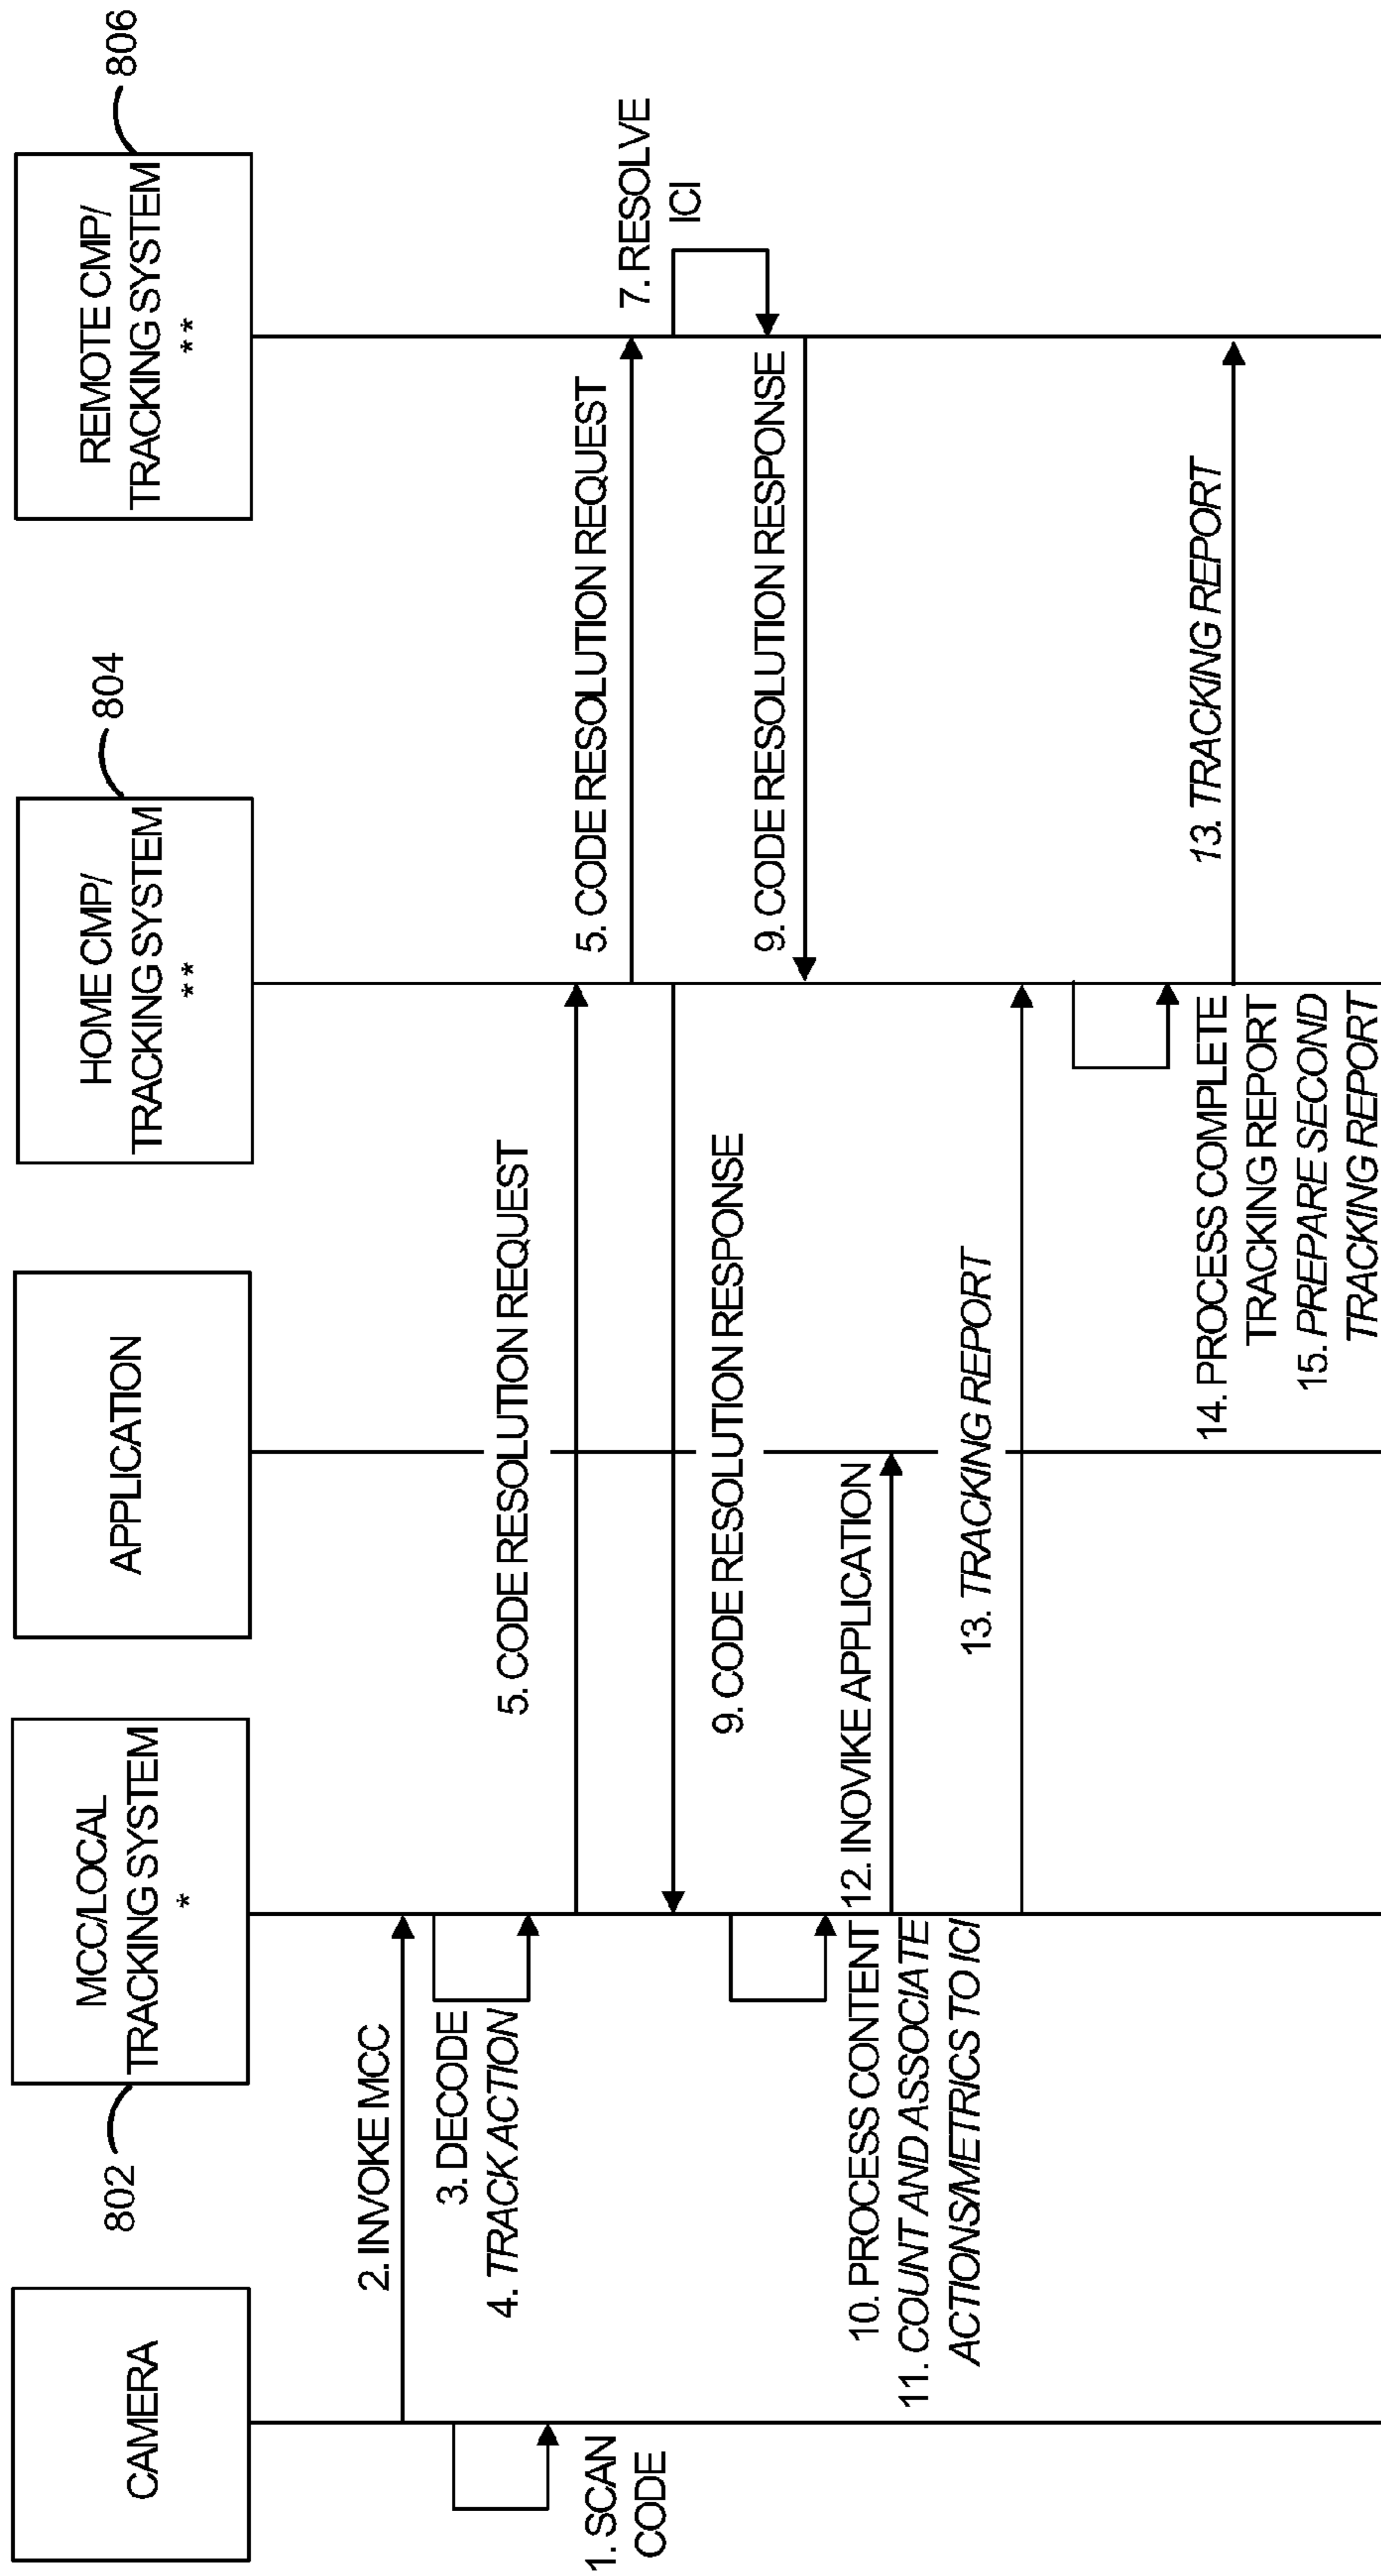 CAMERA
MCC/LOCAL
TRACKING SYSTEM
*
802
APPLICATION
HOME CMP/
TRACKING SYSTEM
**
804
REMOTE CMP/
TRACKING SYSTEM
**
806
2. INVOKE MCC
1. SCAN
CODE
3. DECODE
4. TRACK ACTION
5. CODE RESOLUTION REQUEST
5. CODE RESOLUTION REQUEST
7. RESOLVE
ICI
9. CODE RESOLUTION RESPONSE
9. CODE RESOLUTION RESPONSE
10. PROCESS CONTENT
11. COUNT AND ASSOCIATE
ACTIONS/METRICS TO ICI
12. INOVIKE APPLICATION
13. TRACKING REPORT
14. PROCESS COMPLETE
TRACKING REPORT
15. PREPARE SECOND
TRACKING REPORT
13. TRACKING REPORT